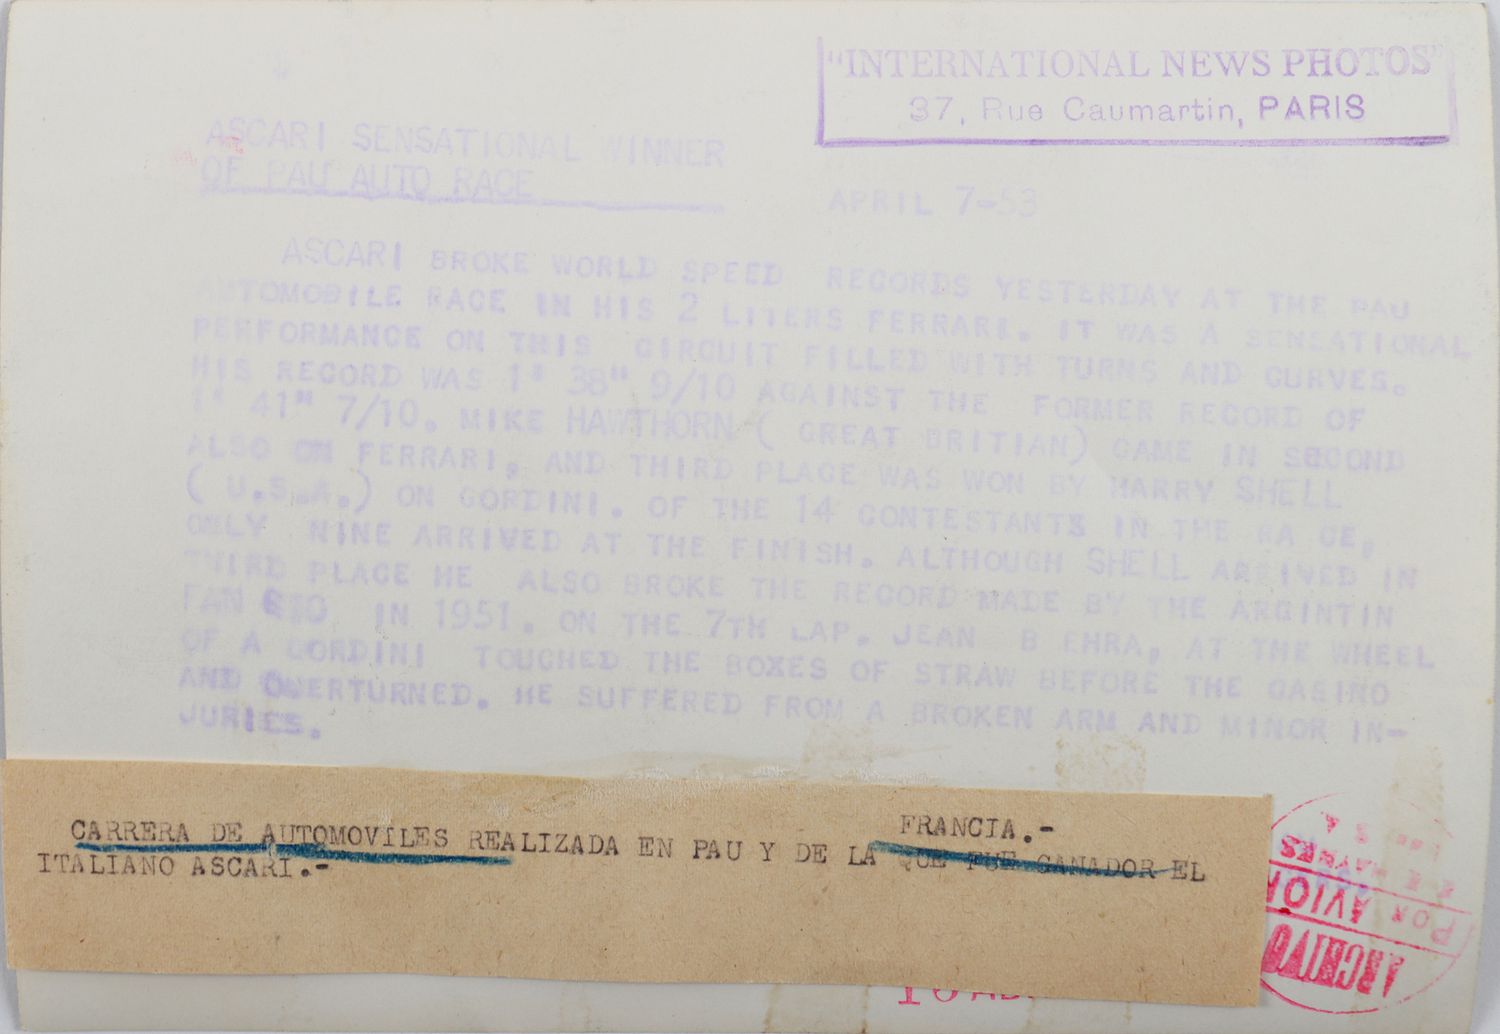 "INTERNATIONAL NEWS PHOTOS"
37, Rue Caumartin, PARIS
ASCARI SENSATIONAL WINNER
OF PAU AUTO RACE
APRIL 7-53
ASCARI BROKE WORLD SPEED RECORDS YESTERDAY AT THE PAU
AUTOMOBILE RACE IN HIS 2 LITERS FERRARI. IT WAS A SENSATIONAL
PERFORMANCE ON THIS CIRCUIT FILLED WITH TURNS AND CURVES.
HIS RECORD WAS 1' 38" 9/10 AGAINST THE FORMER RECORD OF
1' 41" 7/10. MIKE HAWTHORN ( GREAT BRITIAN) CAME IN SECOND
ALSO ON FERRARI, AND THIRD PLACE WAS WON BY HARRY SHELL
( U.S.A.) ON GORDINI. OF THE 14 CONTESTANTS IN THE RA CE,
ONLY NINE ARRIVED AT THE FINISH. ALTHOUGH SHELL ARRIVED IN
THIRD PLACE HE ALSO BROKE THE RECORD MADE BY THE ARGINTIN
FAN GIO IN 1951. ON THE 7TH LAP. JEAN B EHRA, AT THE WHEEL
OF A GORDINI TOUCHED THE BOXES OF STRAW BEFORE THE CASINO
AND OVERTURNED. HE SUFFERED FROM A BROKEN ARM AND MINOR IN-
JURIES.
CARRERA DE AUTOMOVILES REALIZADA EN PAU FRANCIA.-
Y DE LA QUE FUE GANADOR EL
ITALIANO ASCARI.-
ARCHIVO
POR AVION
HAYNES